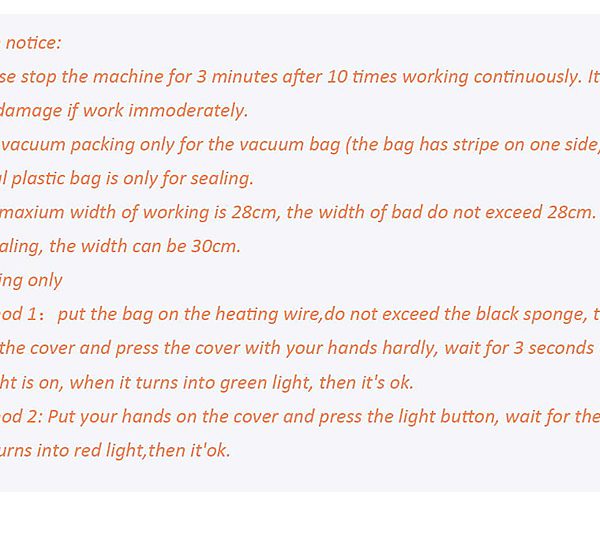 notice:
se stop the machine for 3 minutes after 10 times working continuously. It
damage if work immoderately.
vacuum packing only for the vacuum bag (the bag has stripe on one side,
l plastic bag is only for sealing.
maxium width of working is 28cm, the width of bad do not exceed 28cm.
aling, the width can be 30cm.
ing only
od 1：put the bag on the heating wire,do not exceed the black sponge, t
the cover and press the cover with your hands hardly, wait for 3 seconds
ht is on, when it turns into green light, then it's ok.
od 2: Put your hands on the cover and press the light button, wait for the
urns into red light,then it'ok.